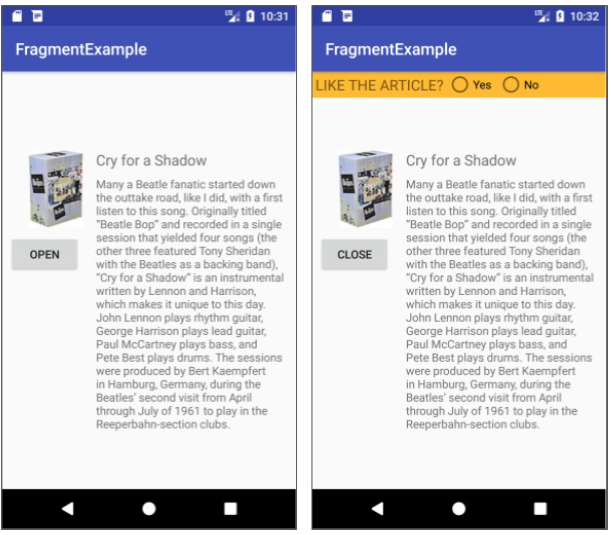 10:31
FragmentExample
Cry for a Shadow
Many a Beatle fanatic started down
the outtake road, like I did, with a first
listen to this song. Originally titled
“Beatle Bop” and recorded in a single
session that yielded four songs (the
other three featured Tony Sheridan
with the Beatles as a backing band),
“Cry for a Shadow” is an instrumental
written by Lennon and Harrison,
which makes it unique to this day.
John Lennon plays rhythm guitar,
George Harrison plays lead guitar,
Paul McCartney plays bass, and
Pete Best plays drums. The sessions
were produced by Bert Kaempfert
in Hamburg, Germany, during the
Beatles’ second visit from April
through July of 1961 to play in the
Reeperbahn-section clubs.
OPEN
10:32
FragmentExample
LIKE THE ARTICLE? Yes No
Cry for a Shadow
Many a Beatle fanatic started down
the outtake road, like I did, with a first
listen to this song. Originally titled
“Beatle Bop” and recorded in a single
session that yielded four songs (the
other three featured Tony Sheridan
with the Beatles as a backing band),
“Cry for a Shadow” is an instrumental
written by Lennon and Harrison,
which makes it unique to this day.
John Lennon plays rhythm guitar,
George Harrison plays lead guitar,
Paul McCartney plays bass, and
Pete Best plays drums. The sessions
were produced by Bert Kaempfert
in Hamburg, Germany, during the
Beatles’ second visit from April
through July of 1961 to play in the
Reeperbahn-section clubs.
CLOSE